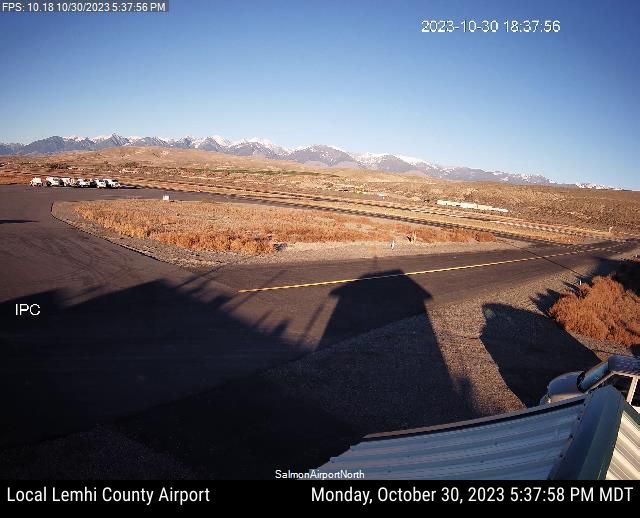 FPS: 10.18 10/30/2023 5:37:56 PM
2023-10-30 18:37:56
IPC
SalmonAirportNorth
Local Lemhi County Airport Monday, October 30, 2023 5:37:58 PM MDT